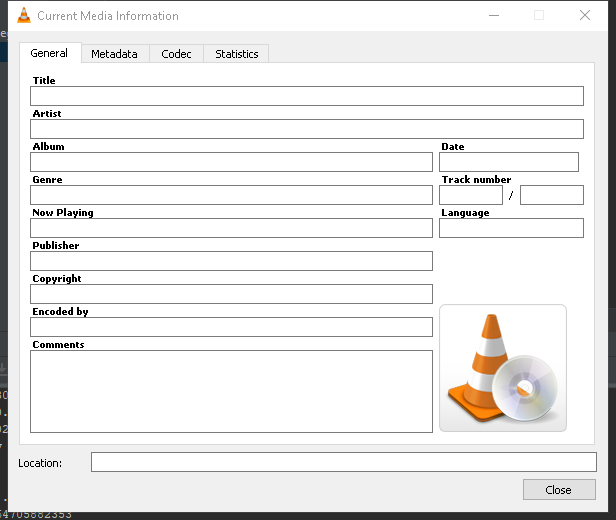 Current Media Information
General Metadata Codec Statistics
Title
Artist
Album Date
Genre Track number
/
Now Playing Language
Publisher
Copyright
Encoded by
Comments
Location:
Close
4705882353